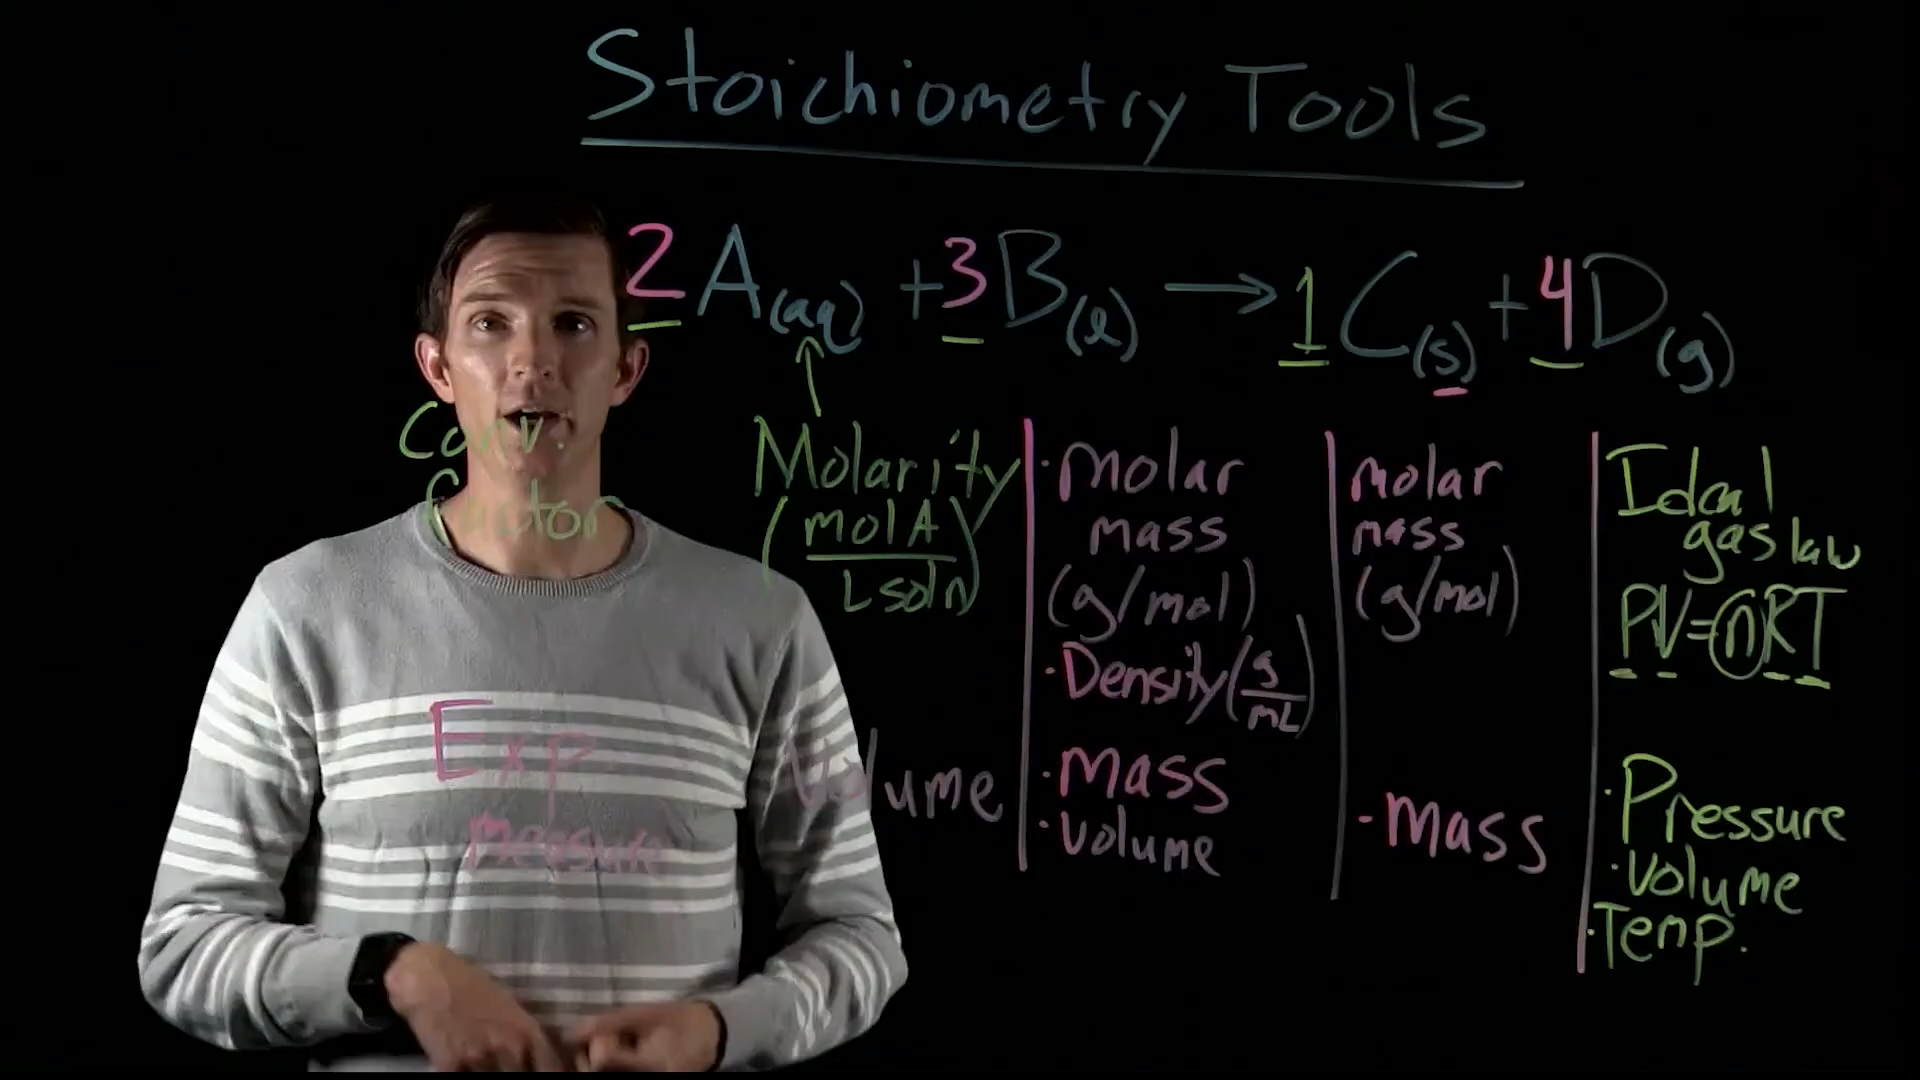 Stoichiometry Tools
2A(aq) + 3B(l) → 1C(s) + 4D(g)
Conv.
factor
Molarity
(mol A
L soln)
· Molar
mass
(g/mol)
· Density (g
mL)
molar
mass
(g/mol)
Ideal
gas law
PV=nRT
Exp.
measure
Volume
· Mass
· Volume
- Mass
· Pressure
· Volume
· Temp.